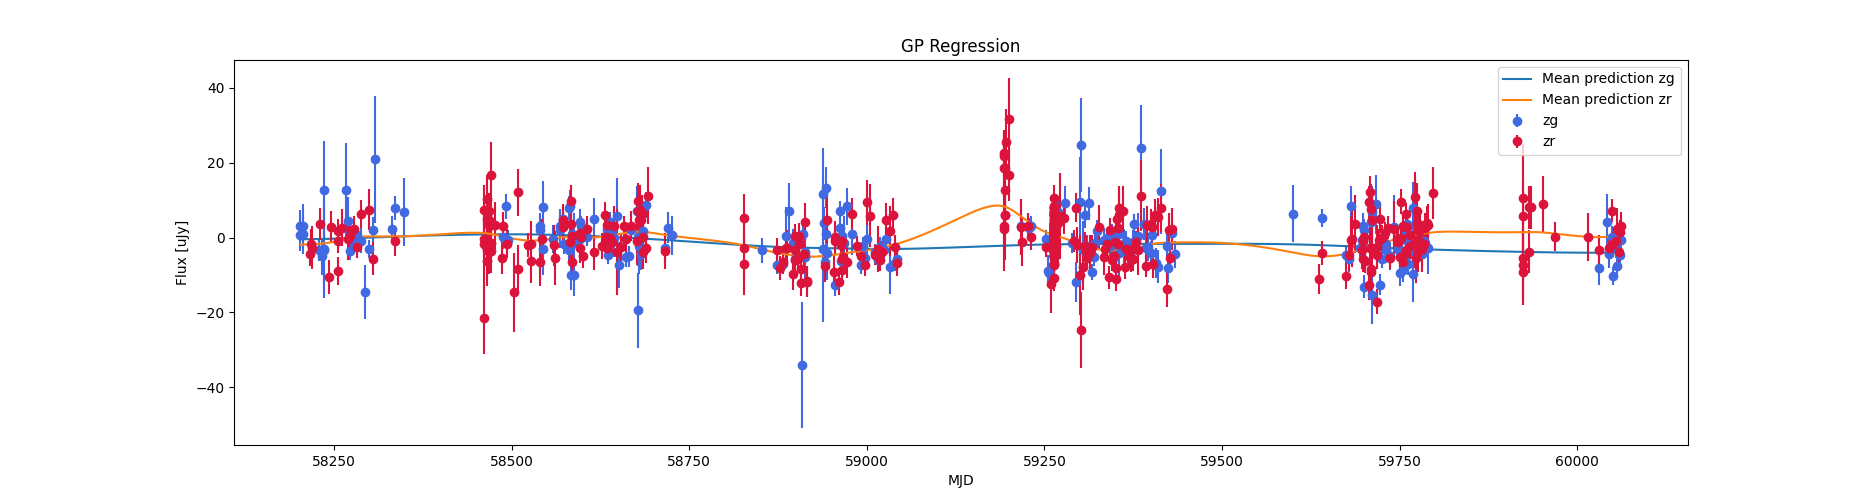 GP Regression
Flux [uJy]
40
20
0
−20
−40
Mean prediction zg
Mean prediction zr
zg
zr
58250
58500
58750
59000
59250
59500
59750
60000
MJD